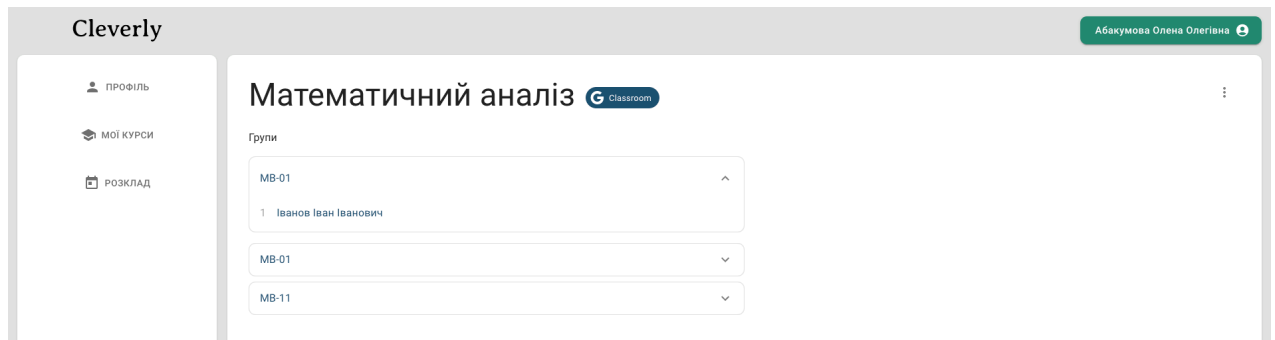 Cleverly
Абакумова Олена Олегівна
ПРОФІЛЬ
МОЇ КУРСИ
РОЗКЛАД
Математичний аналіз G Classroom
Групи
МВ-01
1 Іванов Іван Іванович
МВ-01
МВ-11